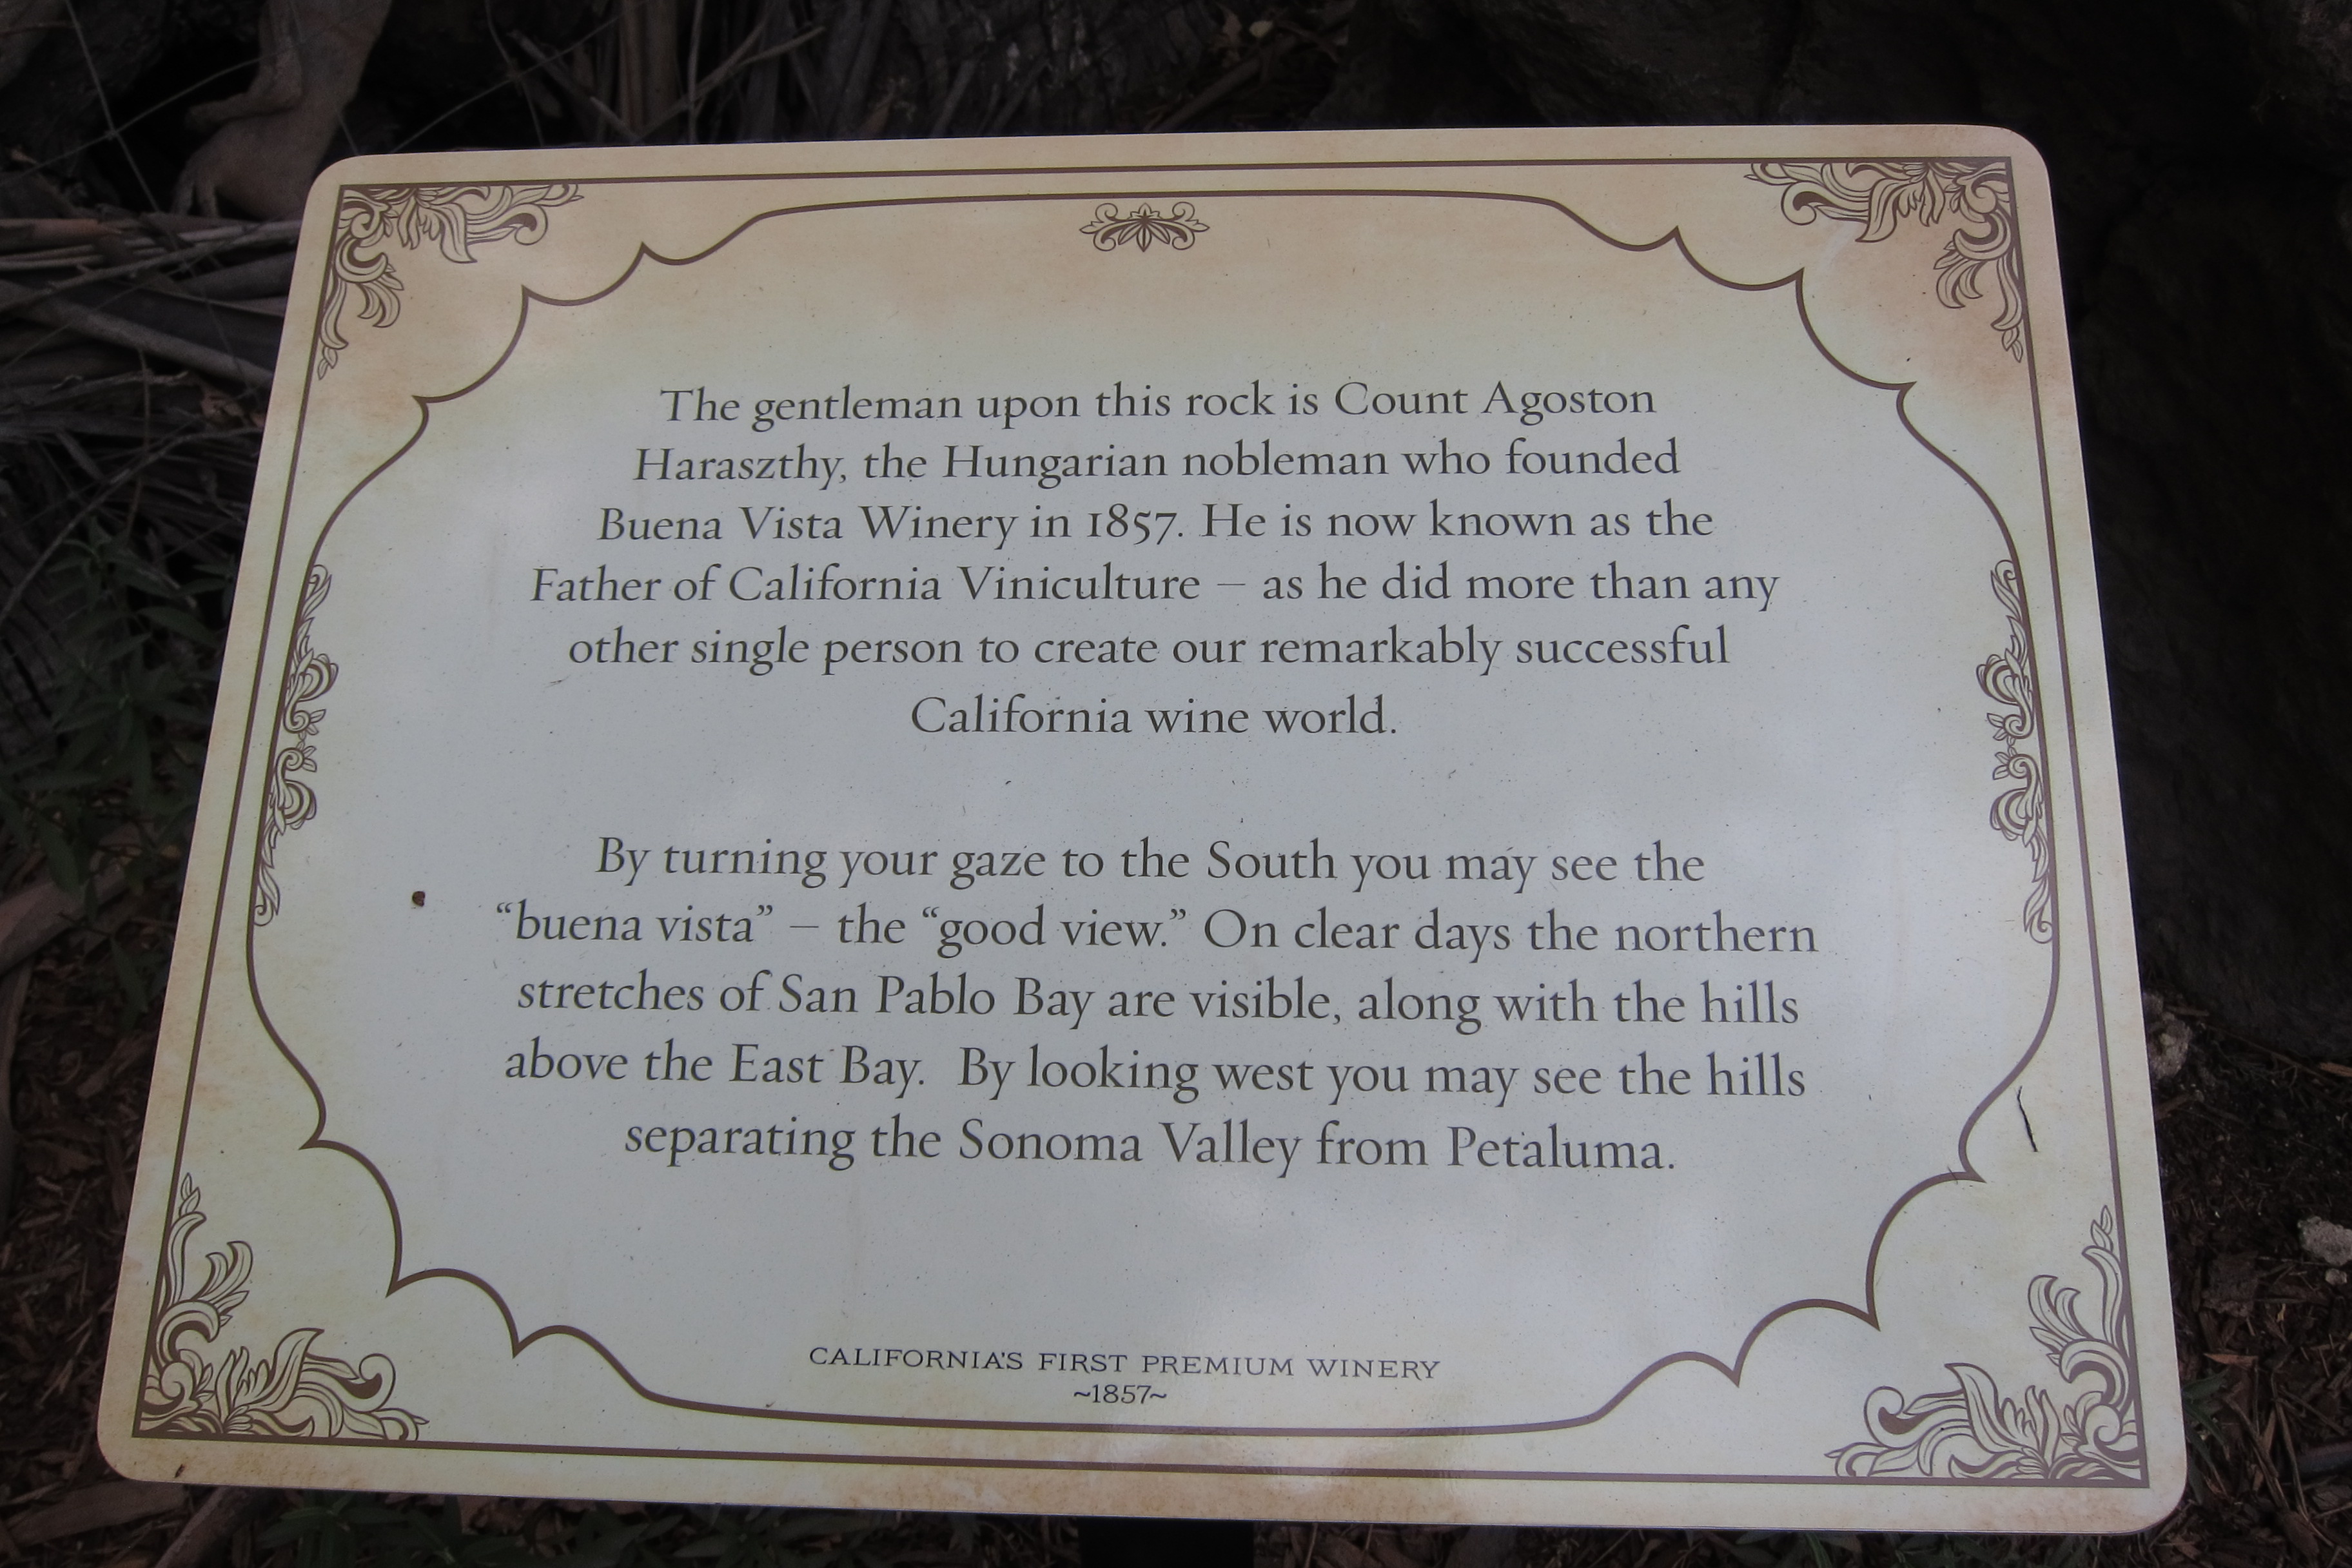 The gentleman upon this rock is Count Agoston
Haraszthy, the Hungarian nobleman who founded
Buena Vista Winery in 1857. He is now known as the
Father of California Viniculture – as he did more than any
other single person to create our remarkably successful
California wine world.
By turning your gaze to the South you may see the
“buena vista” – the “good view.” On clear days the northern
stretches of San Pablo Bay are visible, along with the hills
above the East Bay.  By looking west you may see the hills
separating the Sonoma Valley from Petaluma.
CALIFORNIA'S FIRST PREMIUM WINERY
~1857~